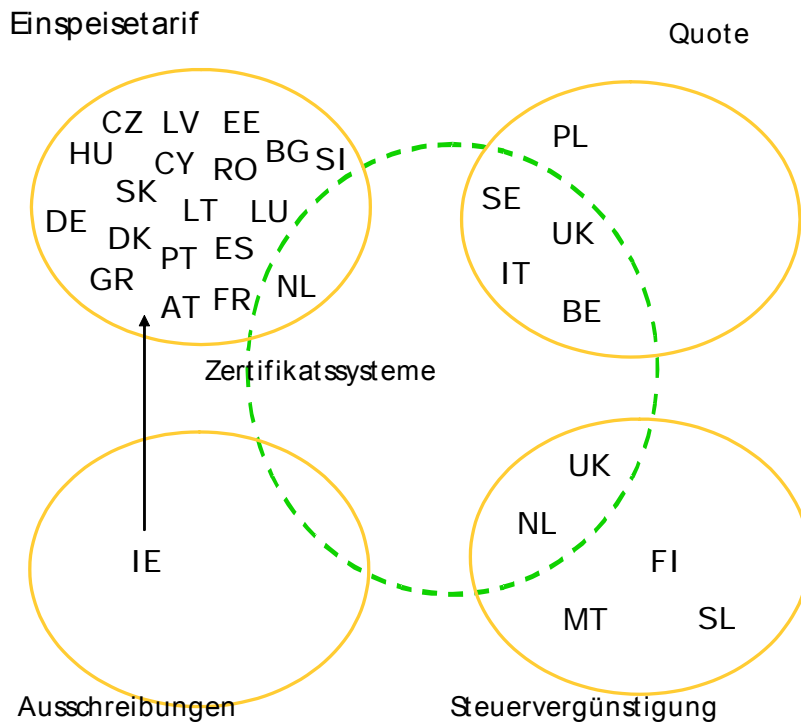 Einspeisetarif
Quote
CZ LV EE
HU CY RO BG SI
SK
DE LT LU
DK PT ES
GR AT FR NL
PL
SE
UK
IT
BE
Zertifikatssysteme
IE
UK
NL
FI
MT SL
Ausschreibungen
Steuervergünstigung